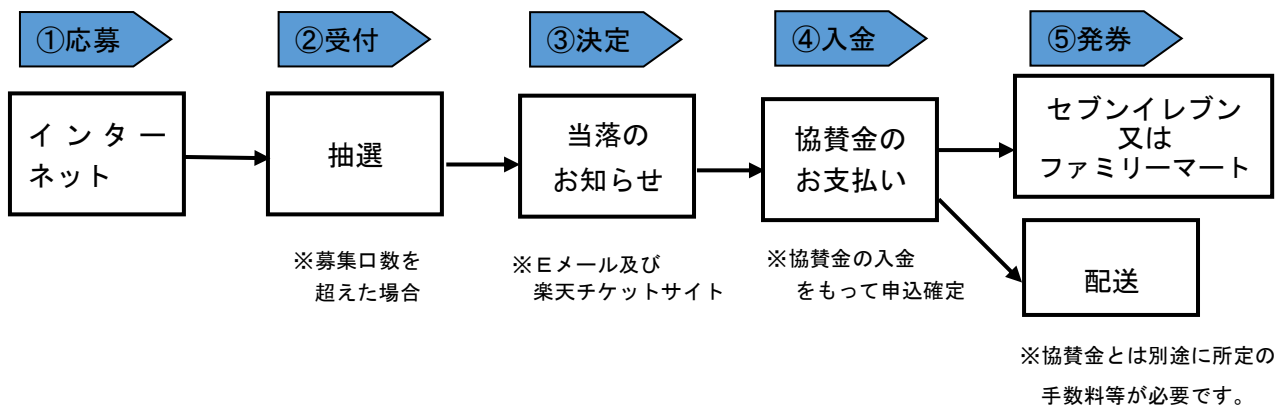 ①応募
②受付
③決定
④入金
⑤発券
インター
ネット
抽選
当落の
お知らせ
協賛金の
お支払い
セブンイレブン
又は
ファミリーマート
配送
※募集口数を
超えた場合
※Eメール及び
楽天チケットサイト
※協賛金の入金
をもって申込確定
※協賛金とは別途に所定の
手数料等が必要です。